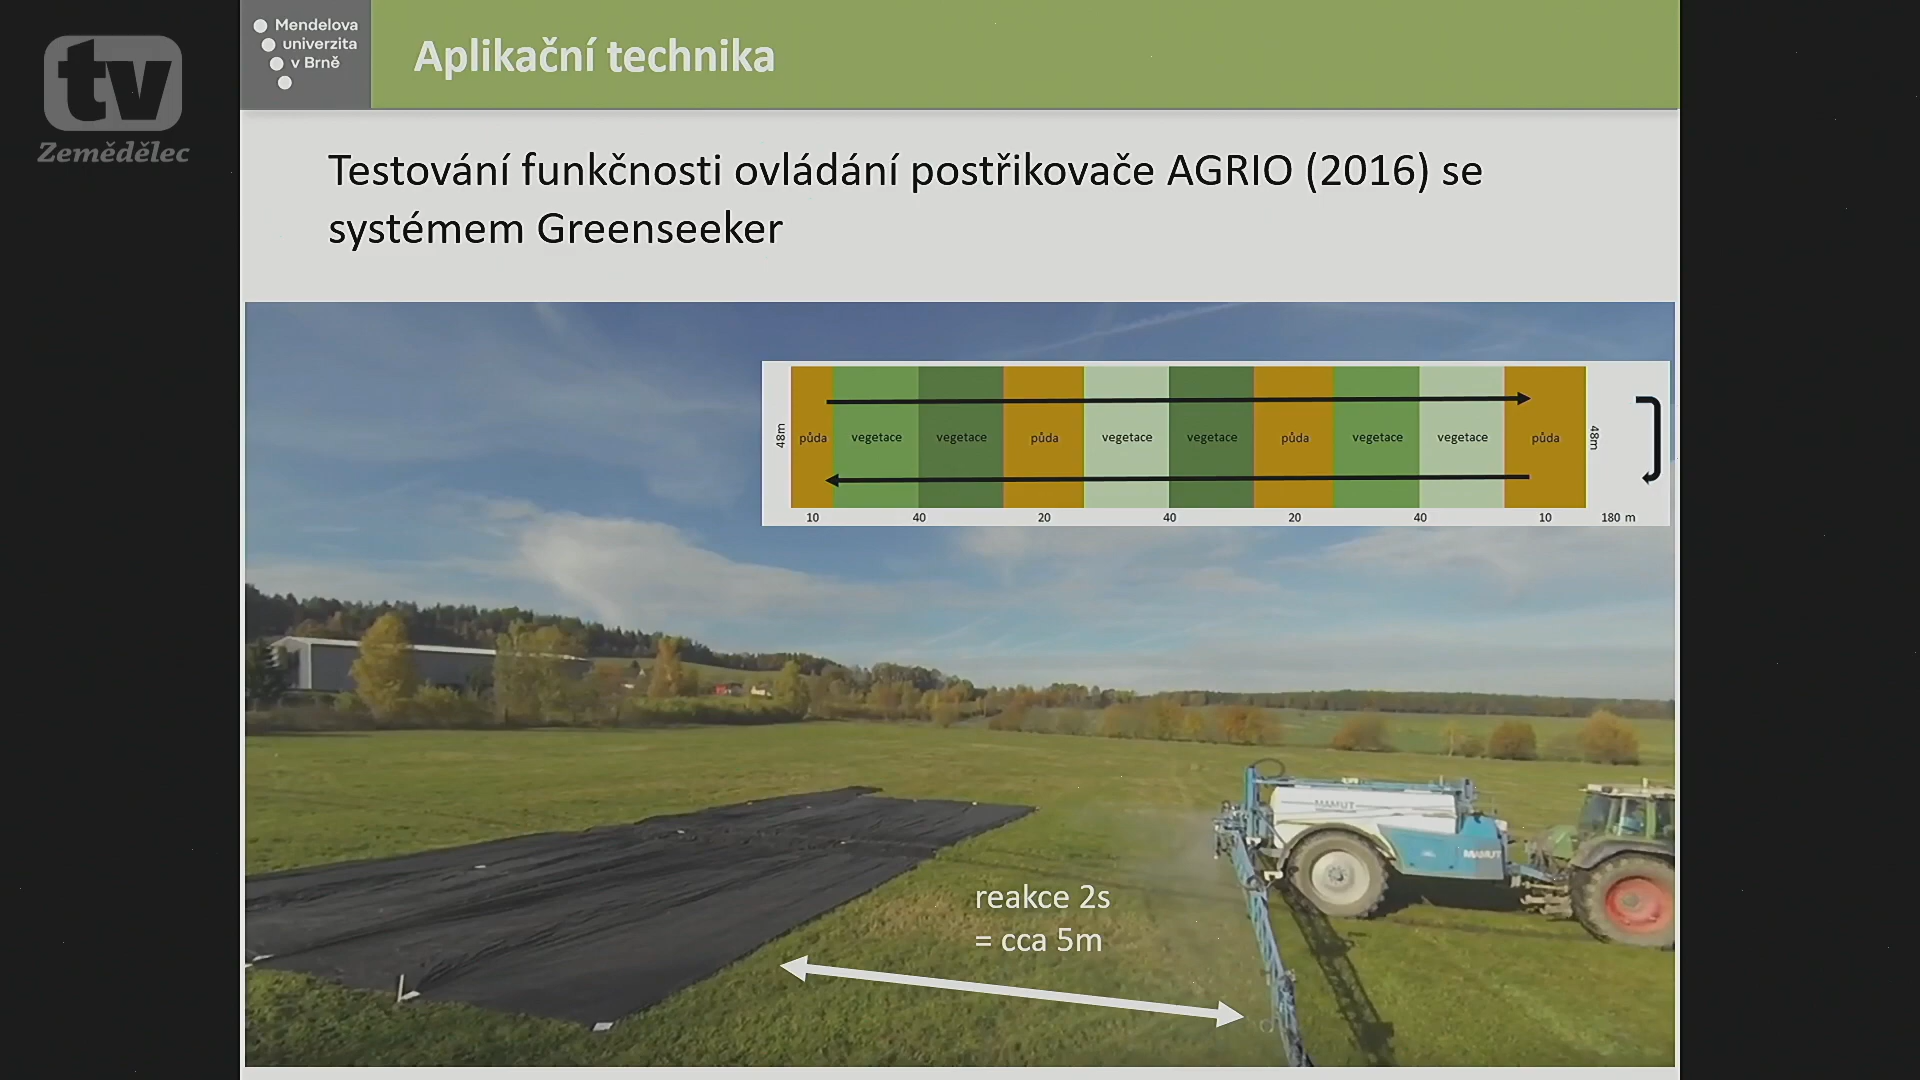 tv
Zemědělec
Mendelova
univerzita
v Brně
Aplikační technika
Testování funkčnosti ovládání postřikovače AGRIO (2016) se
systémem Greenseeker
48m
půda
vegetace
vegetace
půda
vegetace
vegetace
půda
vegetace
vegetace
půda
48m
10
40
20
40
20
40
10
180 m
MAMUT
MAMUT
reakce 2s
= cca 5m